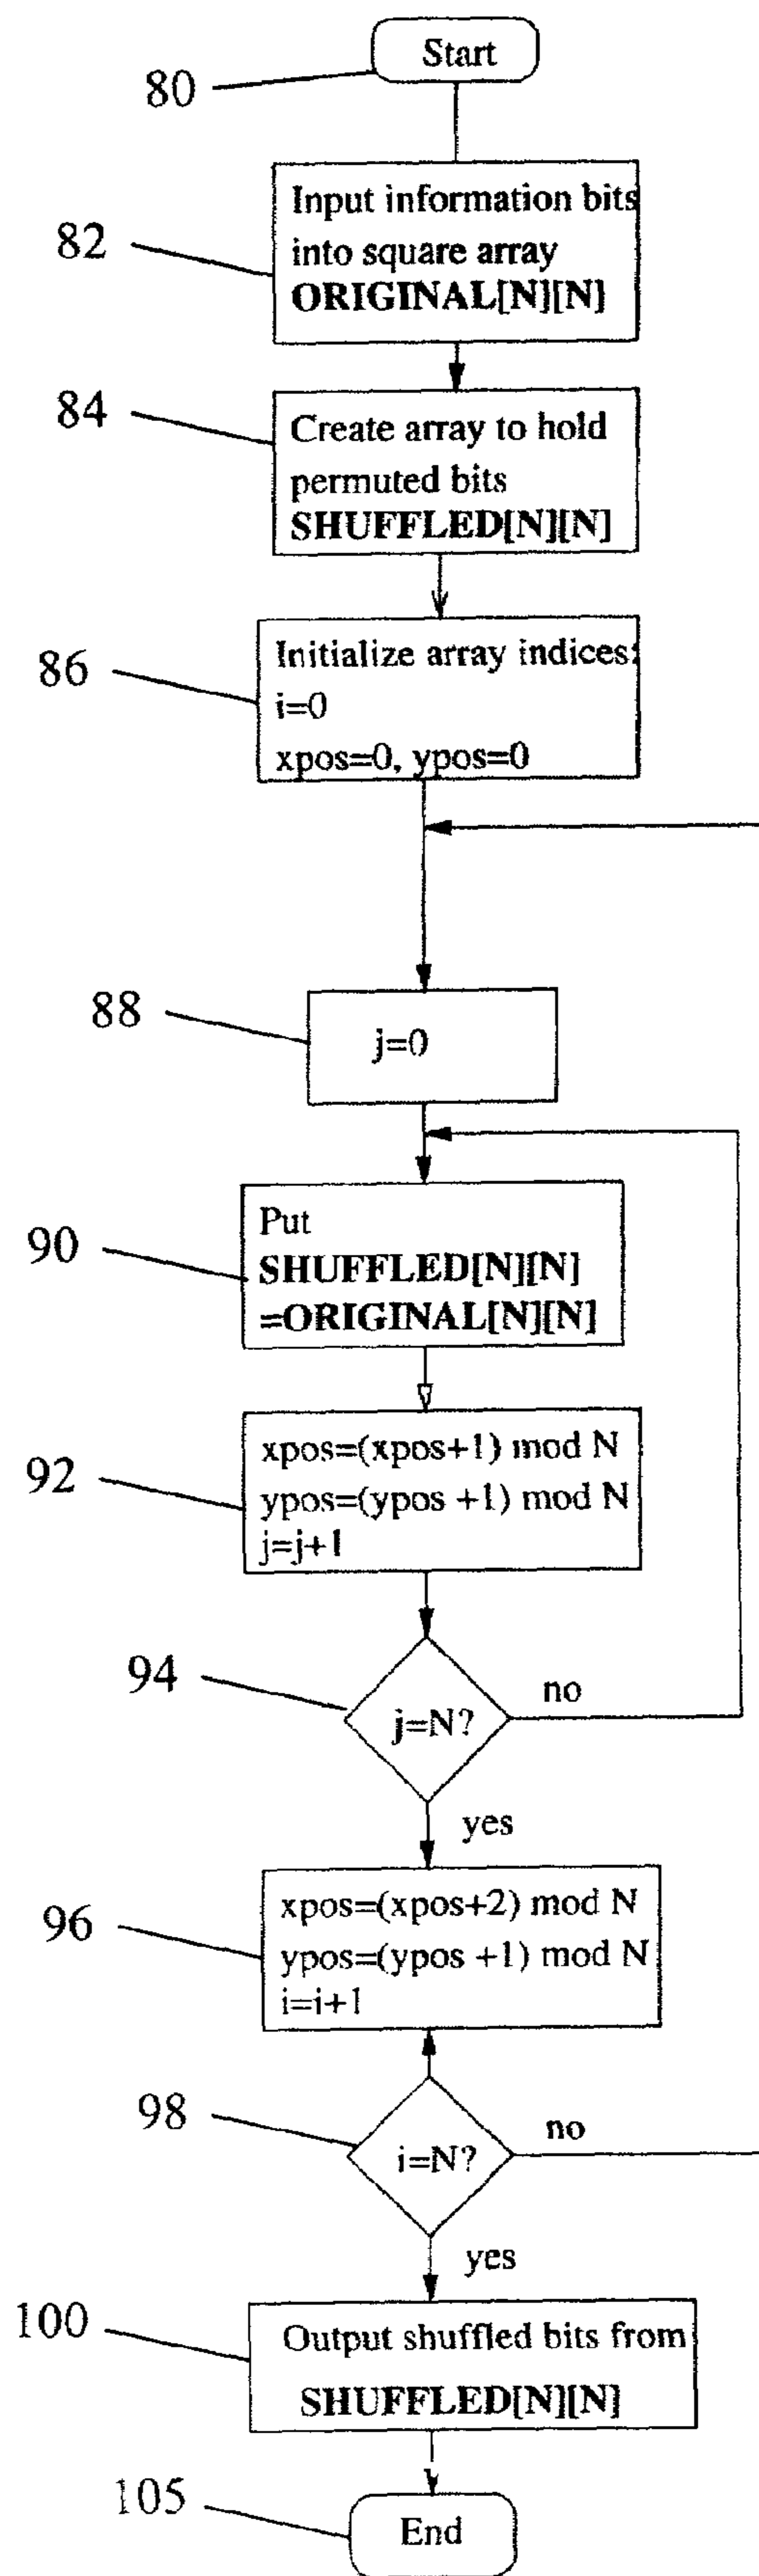 Start
80
Input information bits
82
into square array
ORIGINAL[N][N]
84
Create array to hold
permuted bits
SHUFFLED[N][N]
86
Initialize array indices:
i=0
xpos=0, ypos=0
88
j=0
Put
90
SHUFFLED[N][N]
=ORIGINAL[N][N]
xpos=(xpos+1) mod N
92
ypos=(ypos +1) mod N
j=j+1
94
no
j=N?
yes
xpos=(xpos+2) mod N
96
ypos=(ypos +1) mod N
i=i+1
98
no
i=N?
yes
100
Output shuffled bits from
SHUFFLED[N][N]
105
End